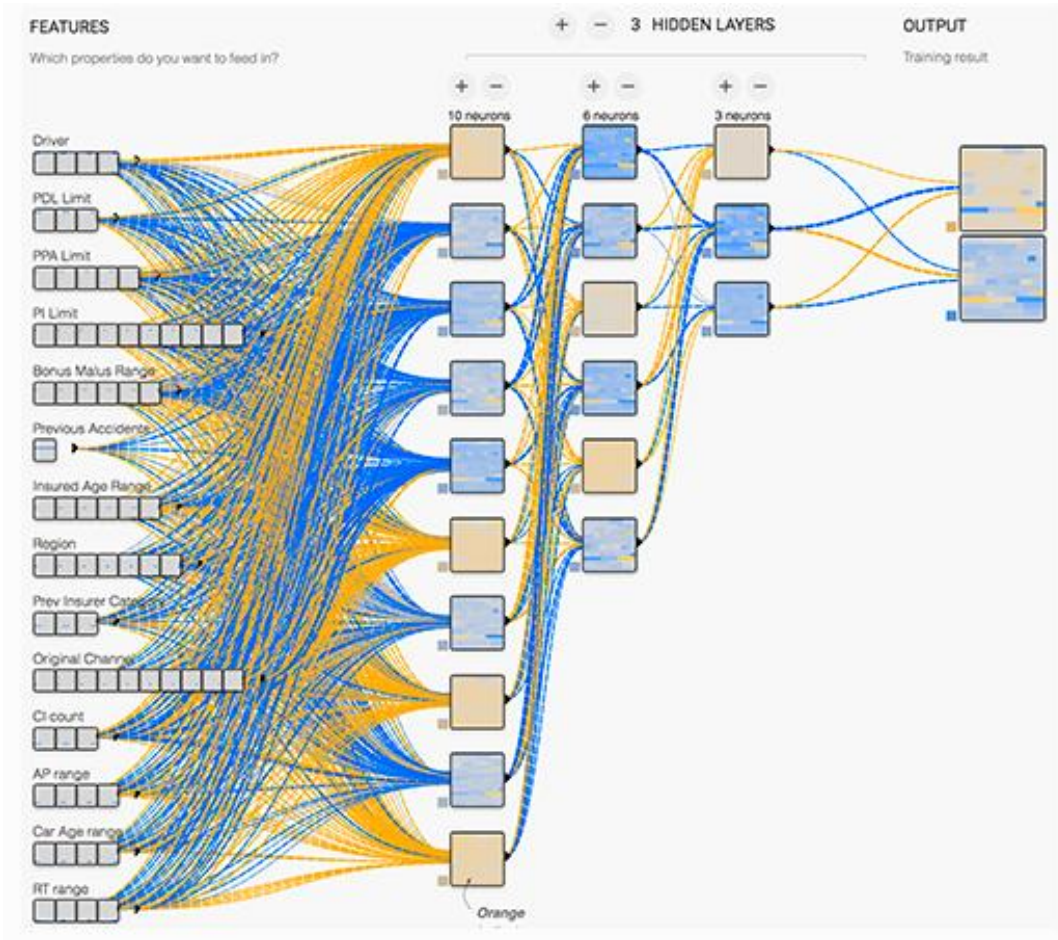 FEATURES
Which properties do you want to feed in?
+ − 3 HIDDEN LAYERS
OUTPUT
Training result
+ − + − + −
10 neurons 6 neurons 3 neurons
Driver
PDL Limit
PPA Limit
PI Limit
Bonus Malus Range
Previous Accidents
Insured Age Range
Region
Prev Insurer Category
Original Channel
CI count
AP range
Car Age range
RT range
Orange